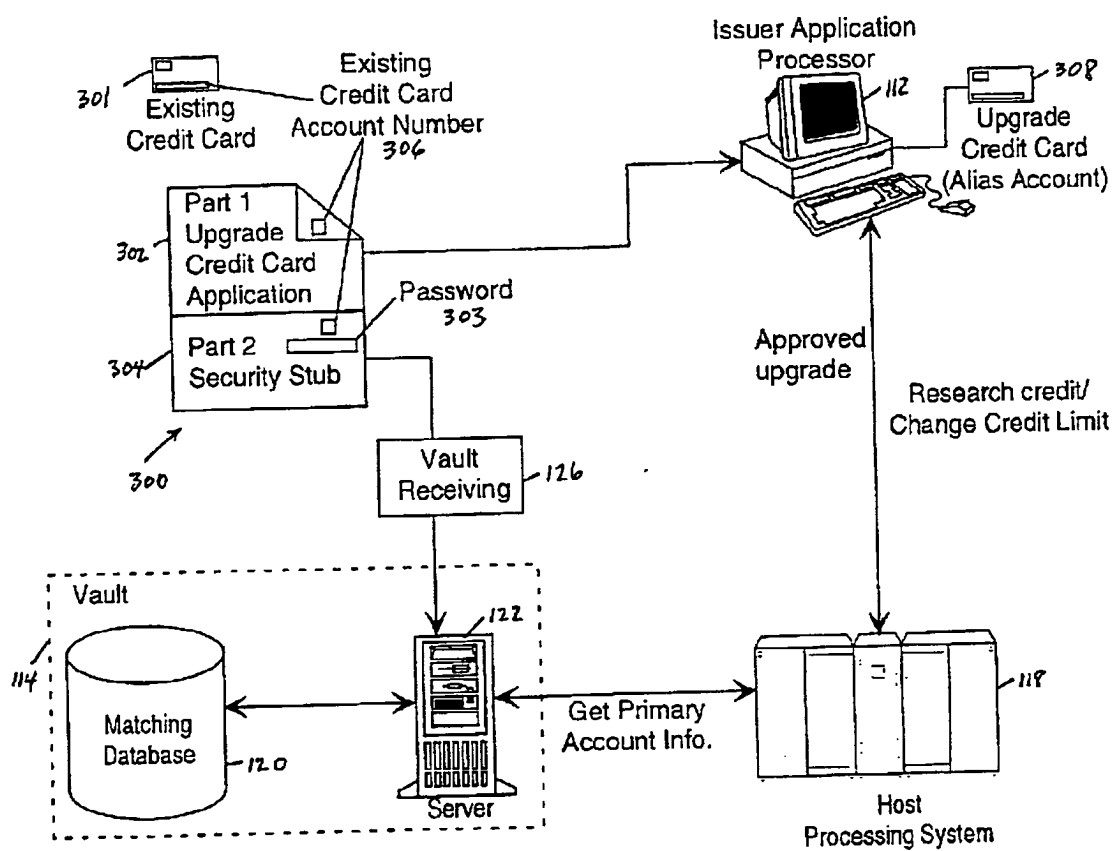 301
Existing
Credit Card
Existing
Credit Card
Account Number
306
Issuer Application
Processor
112
308
Upgrade
Credit Card
(Alias Account)
302
Part 1
Upgrade
Credit Card
Application
Password
303
304
Part 2
Security Stub
300
Approved
upgrade
Research credit/
Change Credit Limit
Vault
Receiving
126
Vault
114
Matching
Database
120
122
Server
Get Primary
Account Info.
118
Host
Processing System